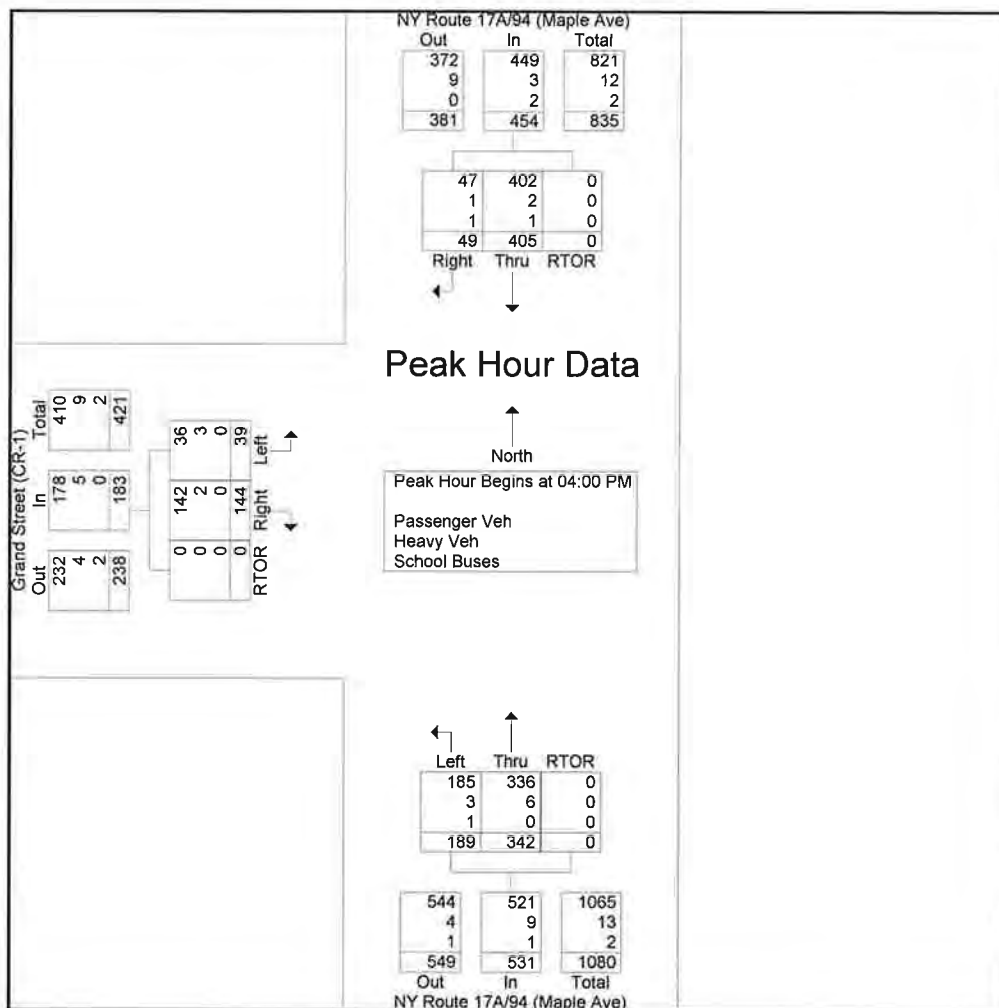 NY Route 17A/94 (Maple Ave)
Out In Total
372 449 821
9 3 12
0 2 2
381 454 835
47 402 0
1 2 0
1 1 0
49 405 0
Right Thru RTOR
Peak Hour Data
North
Peak Hour Begins at 04:00 PM
Passenger Veh
Heavy Veh
School Buses
Grand Street (CR-1)
Out In Total
232 178 410
4 5 9
2 0 2
238 183 421
0 142 36
0 2 3
0 0 0
0 144 39
RTOR Right Left
Left Thru RTOR
185 336 0
3 6 0
1 0 0
189 342 0
544 521 1065
4 9 13
1 1 2
549 531 1080
Out In Total
NY Route 17A/94 (Maple Ave)